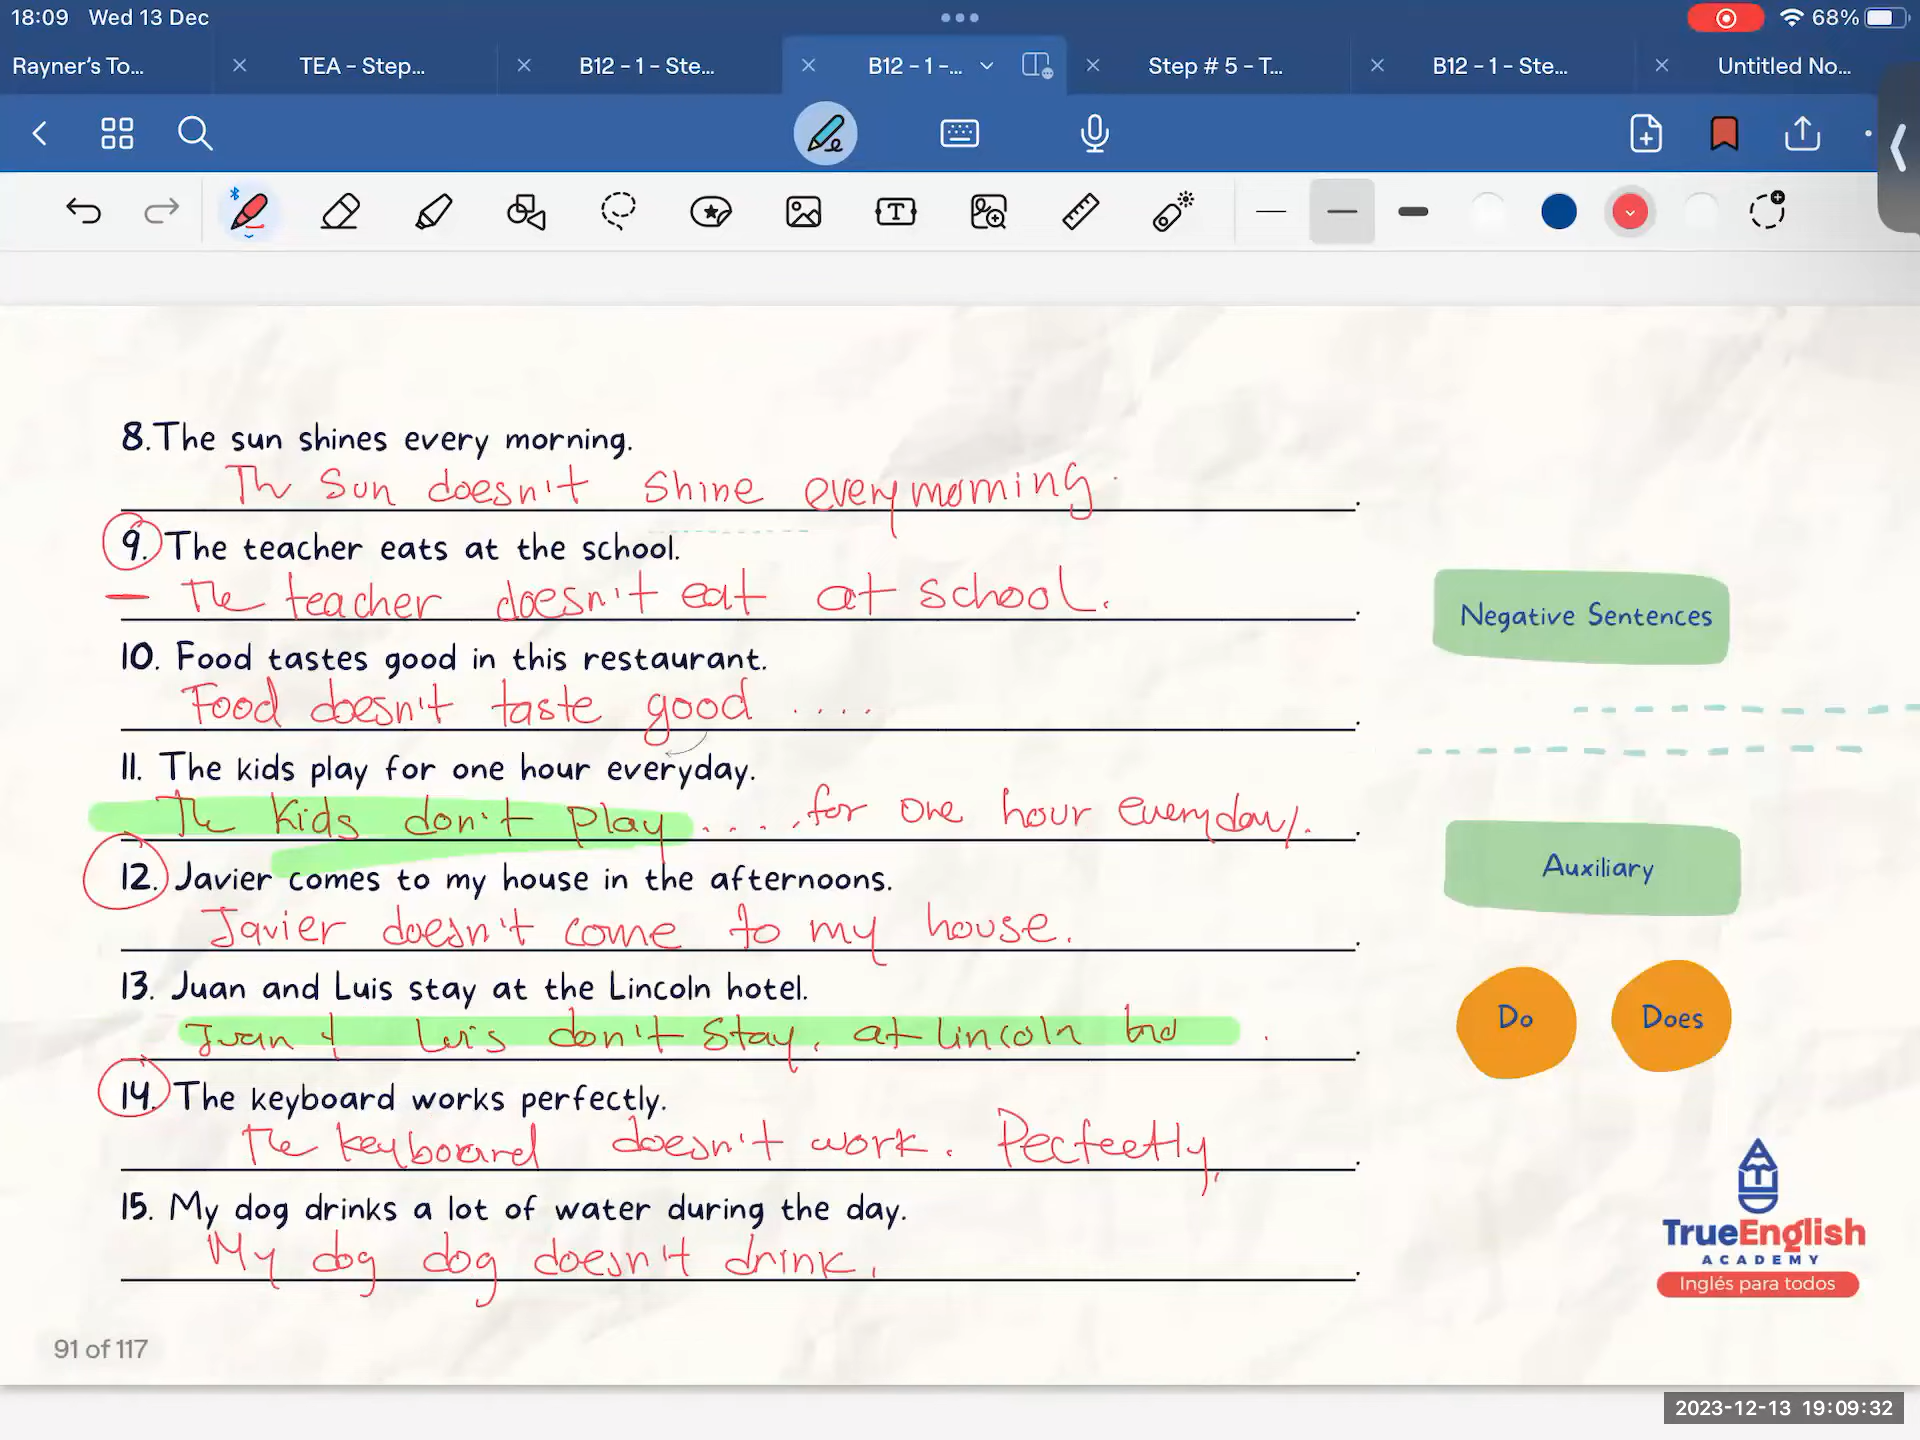 18:09 Wed 13 Dec
68%
Rayner's To...
TEA - Step...
B12 - 1 - Ste...
B12 - 1 -...
Step # 5 - T...
B12 - 1 - Ste...
Untitled No...
8.The sun shines every morning.
The Sun doesn't shine every morning.
9. The teacher eats at the school.
- The teacher doesn't eat at school.
10. Food tastes good in this restaurant.
Food doesn't taste good ....
11. The kids play for one hour everyday.
The Kids don't play .... for one hour everyday.
12. Javier comes to my house in the afternoons.
Javier doesn't come to my house.
13. Juan and Luis stay at the Lincoln hotel.
Juan + Luis don't stay. at Lincoln
14. The keyboard works perfectly.
The keyboard doesn't work. Perfectly.
15. My dog drinks a lot of water during the day.
My dog dog doesn't drink.
Negative Sentences
Auxiliary
Do
Does
TrueEnglish
ACADEMY
Inglés para todos
91 of 117
2023-12-13 19:09:32